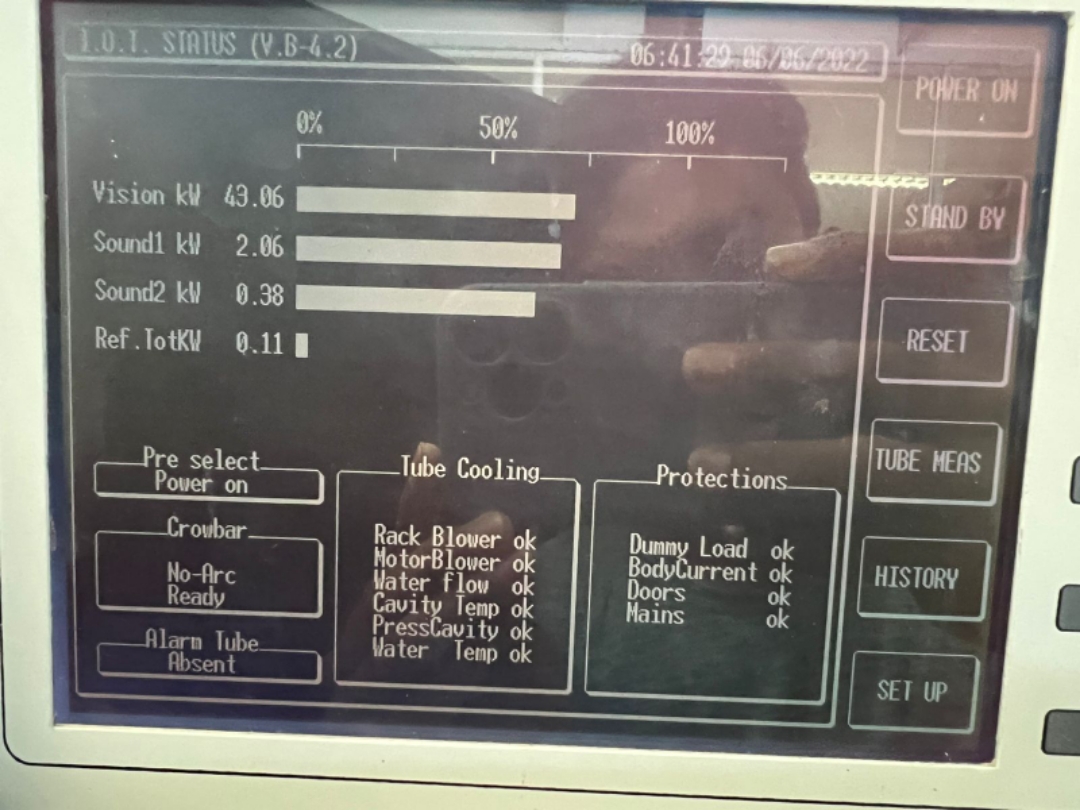 I.O.T. STATUS (V.B-4.2)
06:41:29 06/06/2022
POWER ON
0% 50% 100%
Vision kW 43.06
Sound1 kW 2.06
Sound2 kW 0.38
Ref.TotKW 0.11
STAND BY
RESET
TUBE MEAS
HISTORY
SET UP
Pre select
Power on
Crowbar
No-Arc
Ready
Alarm Tube
Absent
Tube Cooling
Rack Blower ok
MotorBlower ok
Water flow ok
Cavity Temp ok
PressCavity ok
Water Temp ok
Protections
Dummy Load ok
BodyCurrent ok
Doors ok
Mains ok